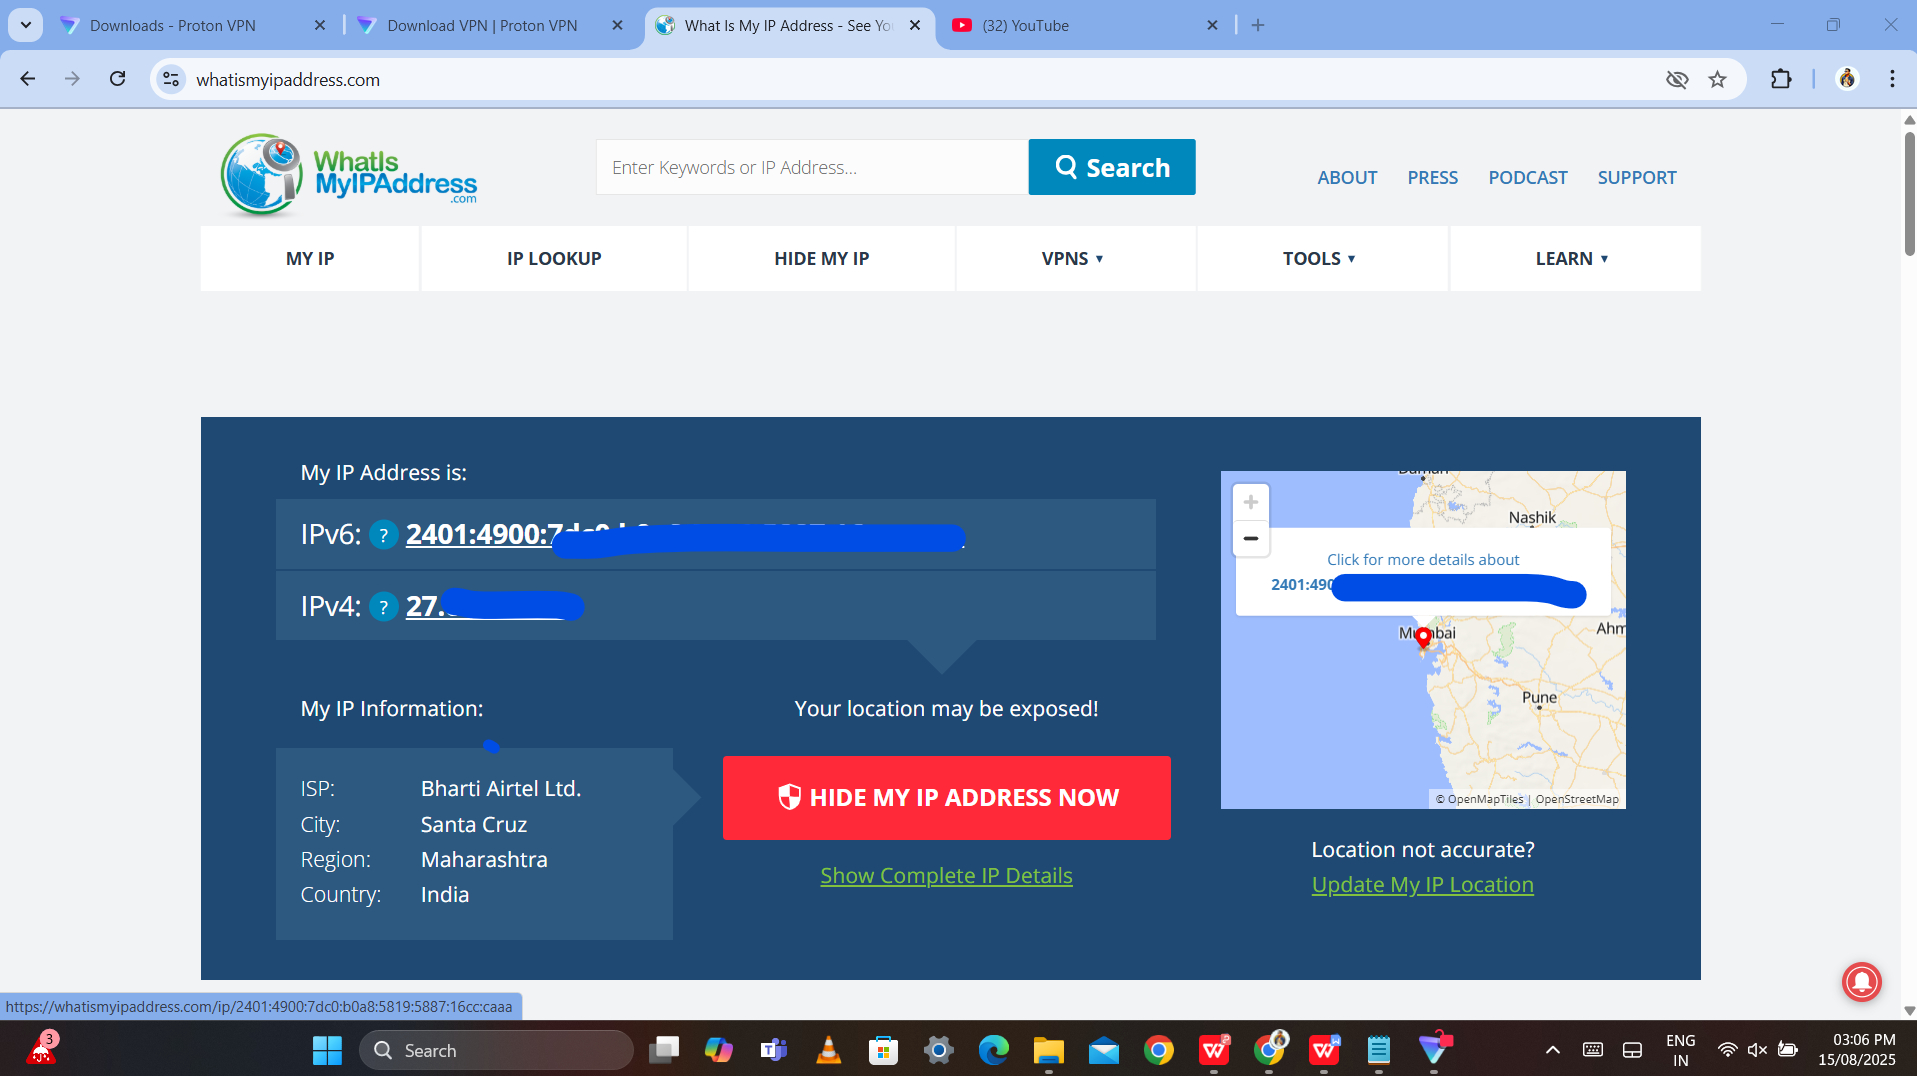 Downloads - Proton VPN
Download VPN | Proton VPN
What Is My IP Address - See Yo
(32) YouTube
whatismyipaddress.com
WhatIs
MyIPAddress
.com
Enter Keywords or IP Address...
Search
ABOUT PRESS PODCAST SUPPORT
MY IP IP LOOKUP HIDE MY IP VPNS TOOLS LEARN
My IP Address is:
IPv6: ? 2401:4900:
IPv4: ? 27.
Nashik
Click for more details about
2401:490
Mumbai
Ahm
Pune
© OpenMapTiles | OpenStreetMap
Location not accurate?
Update My IP Location
My IP Information:
ISP: Bharti Airtel Ltd.
City: Santa Cruz
Region: Maharashtra
Country: India
Your location may be exposed!
HIDE MY IP ADDRESS NOW
Show Complete IP Details
https://whatismyipaddress.com/ip/2401:4900:7dc0:b0a8:5819:5887:16cc:caaa
3
Search
ENG
IN
03:06 PM
15/08/2025